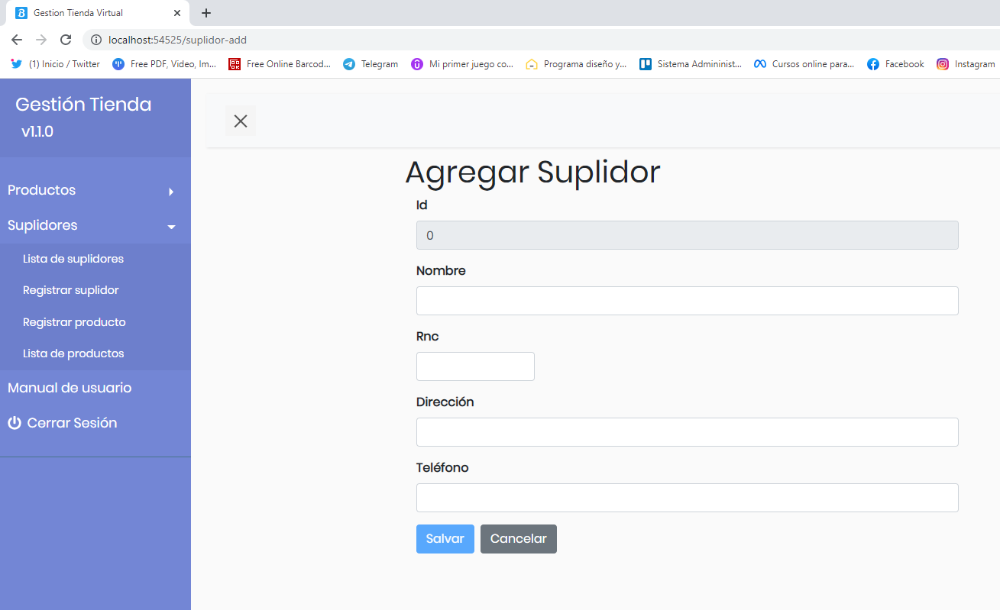 Gestion Tienda Virtual
localhost:54525/suplidor-add
(1) Inicio / Twitter
Free PDF, Video, Im...
Free Online Barcod...
Telegram
Mi primer juego co...
Programa diseño y...
Sistema Administ...
Cursos online para...
Facebook
Instagram
Gestión Tienda
v1.1.0
Productos
Suplidores
Lista de suplidores
Registrar suplidor
Registrar producto
Lista de productos
Manual de usuario
Cerrar Sesión
Agregar Suplidor
Id
0
Nombre
Rnc
Dirección
Teléfono
Salvar
Cancelar